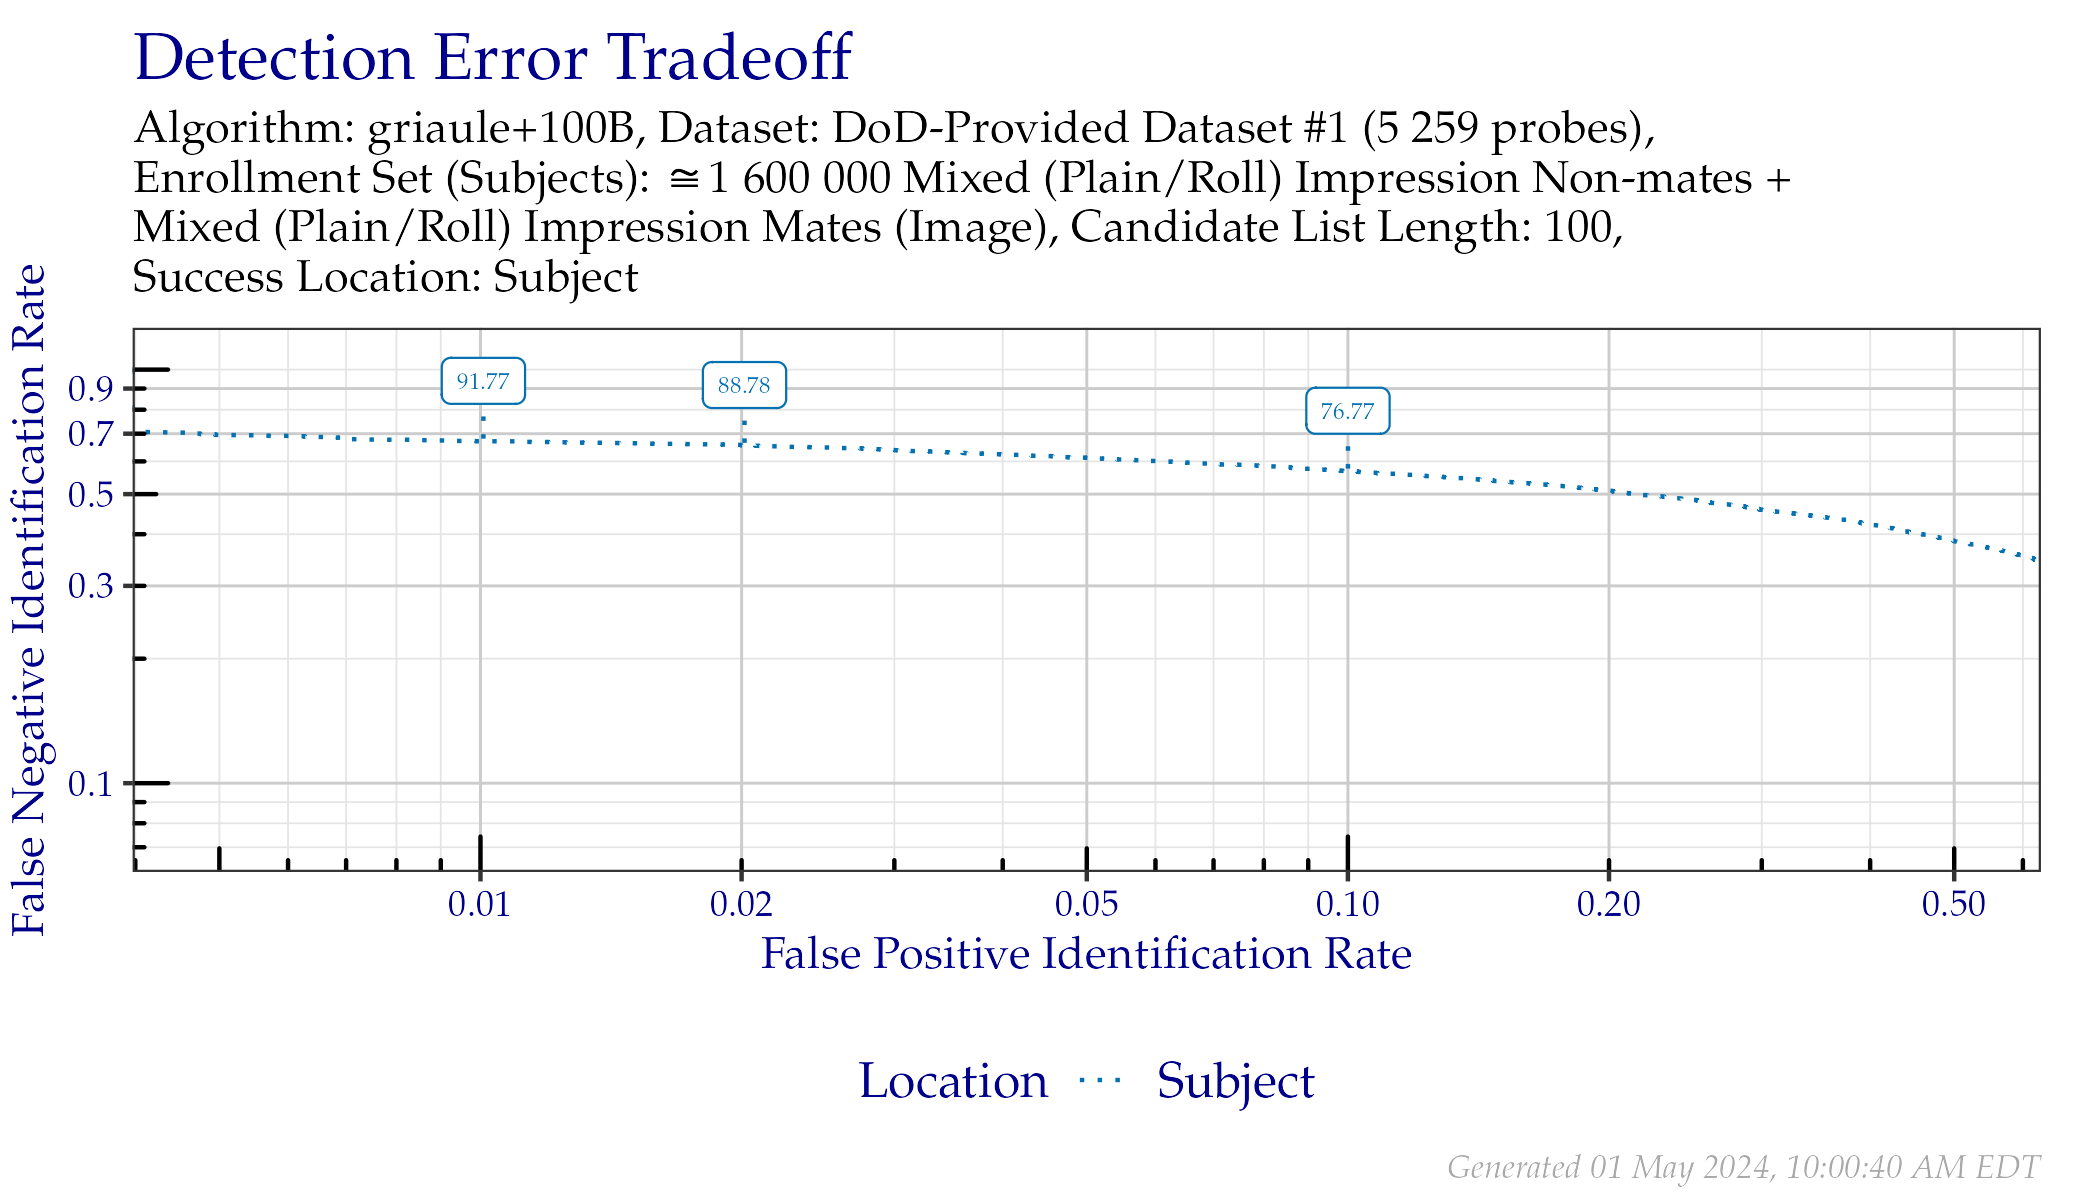 Detection Error Tradeoff
Algorithm: griaule+100B, Dataset: DoD-Provided Dataset #1 (5 259 probes),
Enrollment Set (Subjects): ≅1 600 000 Mixed (Plain/Roll) Impression Non-mates +
Mixed (Plain/Roll) Impression Mates (Image), Candidate List Length: 100,
Success Location: Subject
False Negative Identification Rate
0.9
0.7
0.5
0.3
0.1
91.77
88.78
76.77
0.01
0.02
0.05
0.10
0.20
0.50
False Positive Identification Rate
Location Subject
Generated 01 May 2024, 10:00:40 AM EDT